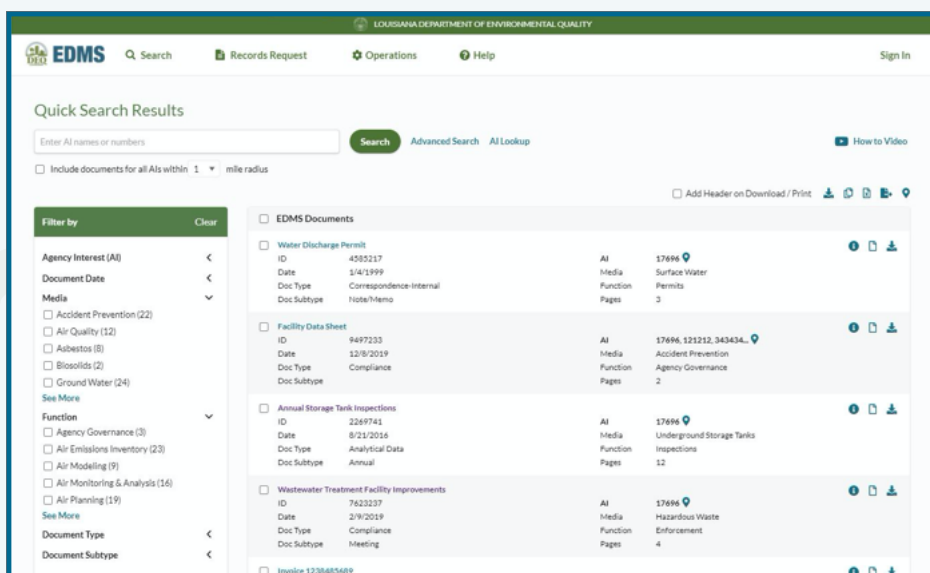 LOUISIANA DEPARTMENT OF ENVIRONMENTAL QUALITY
DEQ EDMS Search Records Request Operations Help Sign In
Quick Search Results
Enter AI names or numbers Search Advanced Search AI Lookup How to Video
Include documents for all AIs within 1 mile radius
Add Header on Download / Print
Filter by Clear
Agency Interest (AI)
Document Date
Media
Accident Prevention (22)
Air Quality (12)
Asbestos (8)
Biosolids (2)
Ground Water (24)
See More
Function
Agency Governance (3)
Air Emissions Inventory (23)
Air Modeling (9)
Air Monitoring & Analysis (16)
Air Planning (19)
See More
Document Type
Document Subtype
EDMS Documents
Water Discharge Permit
ID 4585217 AI 17696
Date 1/4/1999 Media Surface Water
Doc Type Correspondence-Internal Function Permits
Doc Subtype Note/Memo Pages 3
Facility Data Sheet
ID 9497233 AI 17696, 121212, 343434...
Date 12/8/2019 Media Accident Prevention
Doc Type Compliance Function Agency Governance
Doc Subtype Pages 2
Annual Storage Tank Inspections
ID 2269741 AI 17696
Date 8/21/2016 Media Underground Storage Tanks
Doc Type Analytical Data Function Inspections
Doc Subtype Annual Pages 12
Wastewater Treatment Facility Improvements
ID 7623237 AI 17696
Date 2/9/2019 Media Hazardous Waste
Doc Type Compliance Function Enforcement
Doc Subtype Meeting Pages 4
Invoice 1238485689